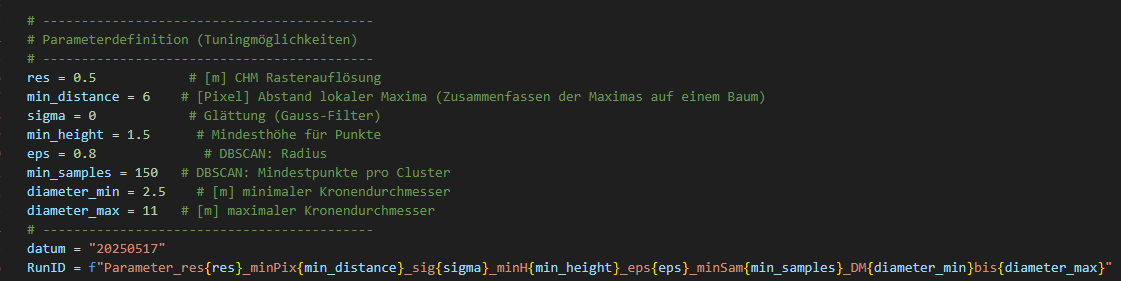 # -----------------------------------------
# Parameterdefinition (Tuningmöglichkeiten)
# -----------------------------------------
res = 0.5 # [m] CHM Rasterauflösung
min_distance = 6 # [Pixel] Abstand lokaler Maxima (Zusammenfassen der Maximas auf einem Baum)
sigma = 0 # Glättung (Gauss-Filter)
min_height = 1.5 # Mindesthöhe für Punkte
eps = 0.8 # DBSCAN: Radius
min_samples = 150 # DBSCAN: Mindestpunkte pro Cluster
diameter_min = 2.5 # [m] minimaler Kronendurchmesser
diameter_max = 11 # [m] maximaler Kronendurchmesser
# -----------------------------------------
datum = "20250517"
RunID = f"Parameter_res{res}_minPix{min_distance}_sig{sigma}_minH{min_height}_eps{eps}_minSam{min_samples}_DM{diameter_min}bis{diameter_max}"